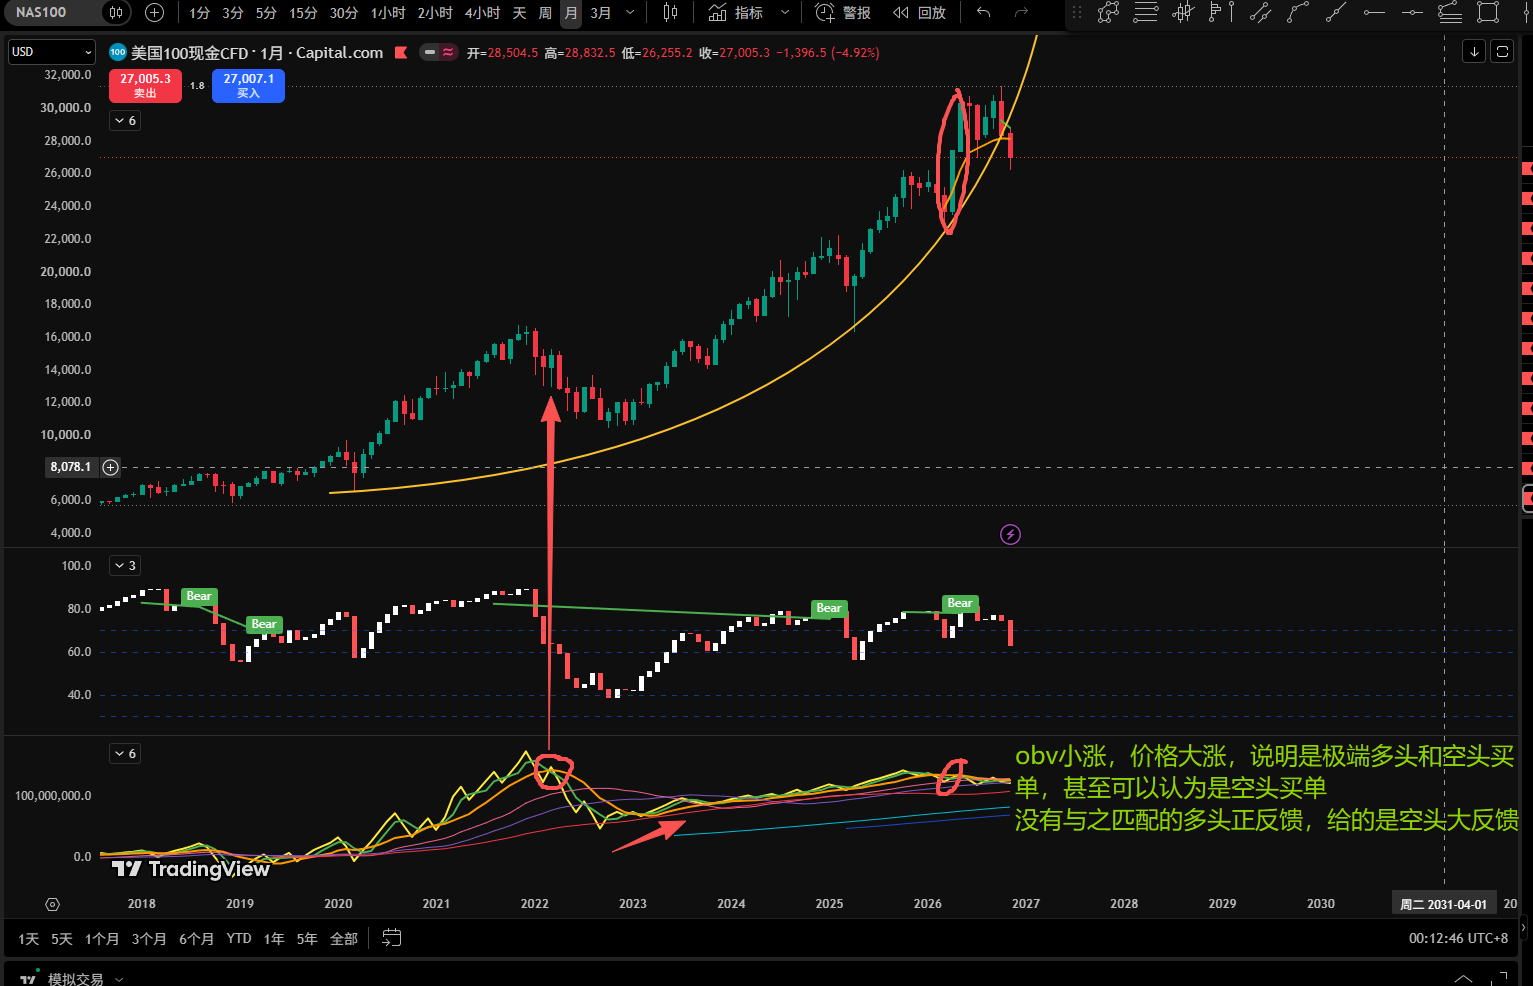 NAS100 1分 3分 5分 15分 30分 1小时 2小时 4小时 天 周 月 3月 指标 警报 回放
USD 100 美国100现金CFD · 1月 · Capital.com 开=28,504.5 高=28,832.5 低=26,255.2 收=27,005.3 −1,396.5 (−4.92%)
27,005.3 卖出 1.8 27,007.1 买入
6
32,000.0
30,000.0
28,000.0
26,000.0
24,000.0
22,000.0
20,000.0
18,000.0
16,000.0
14,000.0
12,000.0
10,000.0
8,078.1
6,000.0
4,000.0
3
100.0
80.0
60.0
40.0
Bear
Bear
Bear
Bear
6
100,000,000.0
0.0
obv小涨，价格大涨，说明是极端多头和空头买
单，甚至可以认为是空头买单
没有与之匹配的多头正反馈，给的是空头大反馈
TradingView
2018 2019 2020 2021 2022 2023 2024 2025 2026 2027 2028 2029 2030 周二 2031-04-01 20
1天 5天 1个月 3个月 6个月 YTD 1年 5年 全部 00:12:46 UTC+8
模拟交易